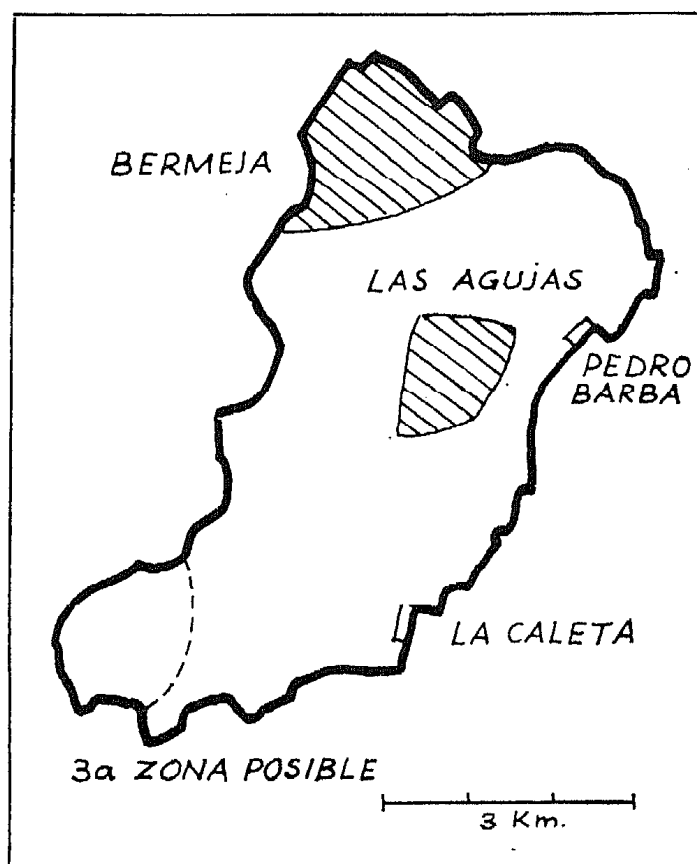 BERMEJA
LAS AGUJAS
PEDRO
BARBA
LA CALETA
3a ZONA POSIBLE
3 Km.